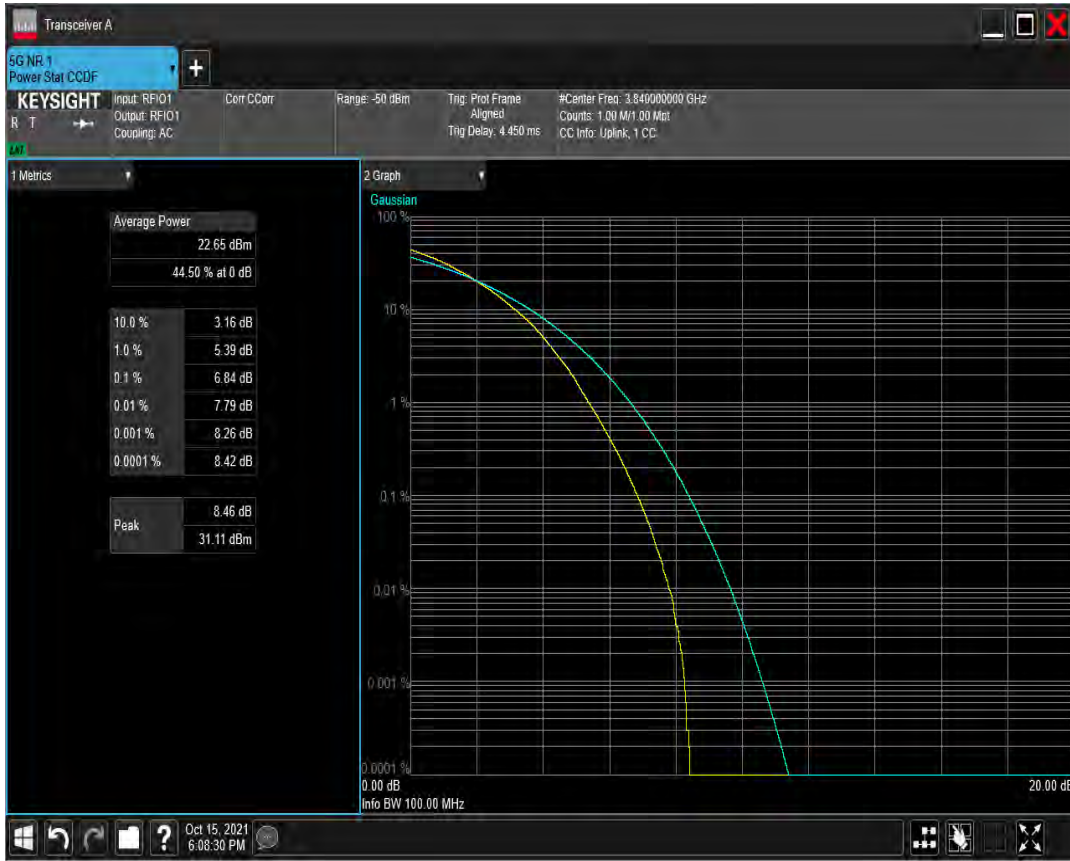 Transceiver A
5G NR 1
Power Stat CCDF
+
KEYSIGHT
R T
LXI
Input: RFIO1
Output: RFIO1
Coupling: AC
Corr CCorr
Range: -50 dBm
Trig: Prot Frame
Aligned
Trig Delay: 4.450 ms
#Center Freq: 3.840000000 GHz
Counts: 1.00 M/1.00 Mpt
CC Info: Uplink, 1 CC
1 Metrics
Average Power
22.65 dBm
44.50 % at 0 dB
10.0 % 3.16 dB
1.0 % 5.39 dB
0.1 % 6.84 dB
0.01 % 7.79 dB
0.001 % 8.26 dB
0.0001 % 8.42 dB
Peak
8.46 dB
31.11 dBm
2 Graph
Gaussian
100 %
10 %
1 %
0.1 %
0.01 %
0.001 %
0.0001 %
0.00 dB 20.00 dB
Info BW 100.00 MHz
?
Oct 15, 2021
6:08:30 PM